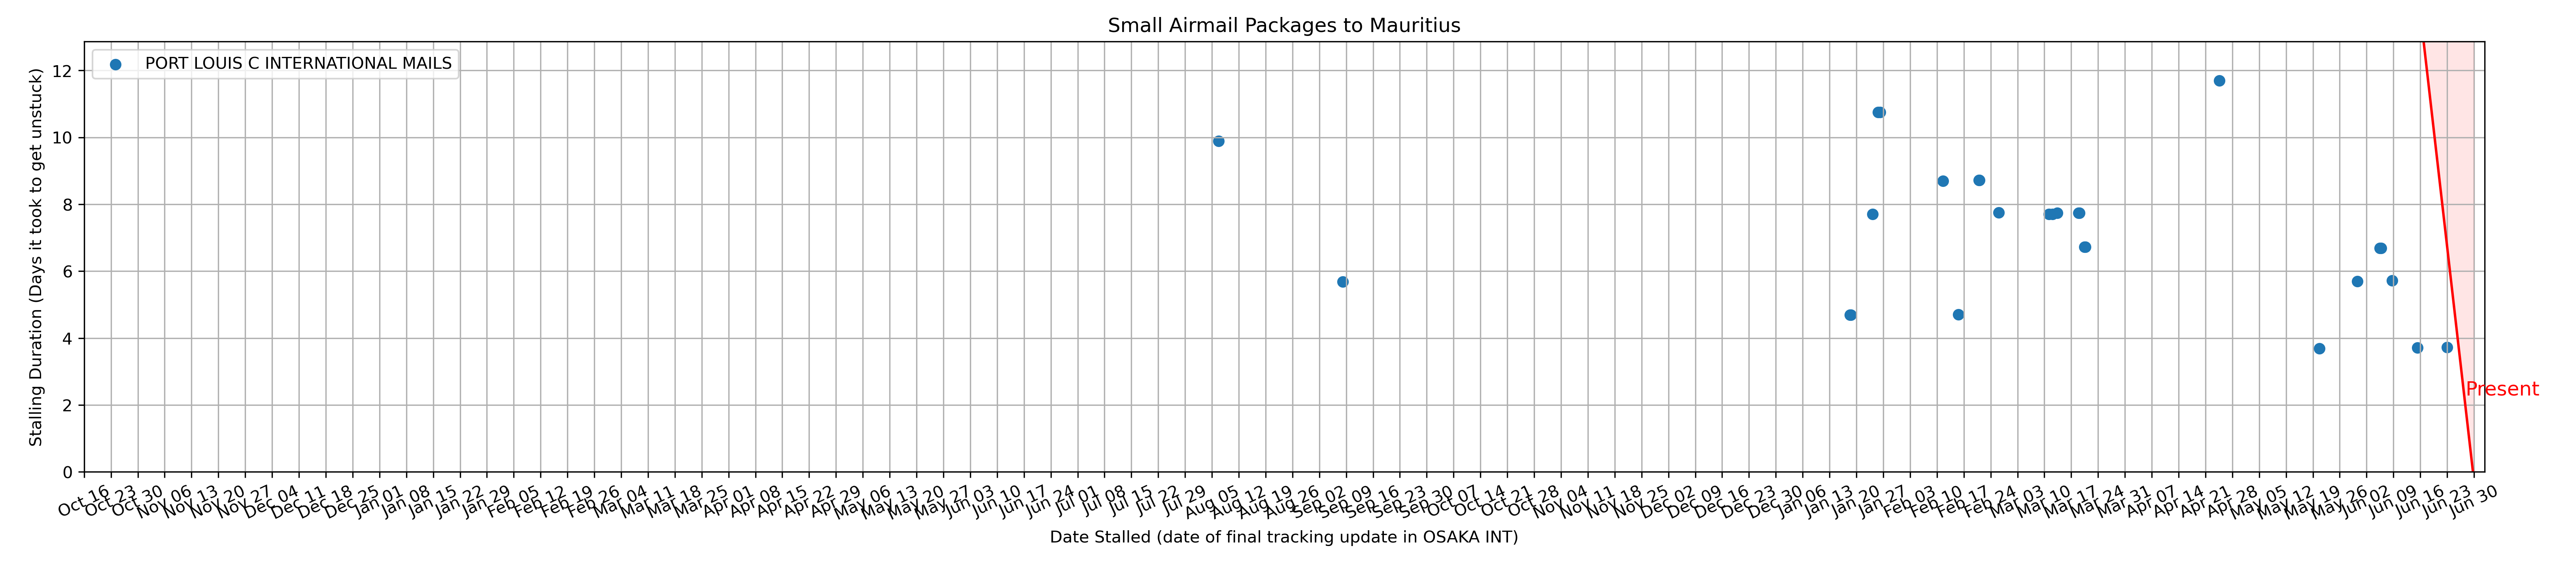 Small Airmail Packages to Mauritius
PORT LOUIS C INTERNATIONAL MAILS
Stalling Duration (Days it took to get unstuck)
12
10
8
6
4
2
0
Present
Oct 16 Oct 23 Oct 30 Nov 06 Nov 13 Nov 20 Nov 27 Dec 04 Dec 11 Dec 18 Dec 25 Jan 01 Jan 08 Jan 15 Jan 22 Jan 29 Feb 05 Feb 12 Feb 19 Feb 26 Mar 04 Mar 11 Mar 18 Mar 25 Apr 01 Apr 08 Apr 15 Apr 22 Apr 29 May 06 May 13 May 20 May 27 Jun 03 Jun 10 Jun 17 Jun 24 Jul 01 Jul 08 Jul 15 Jul 22 Jul 29 Aug 05 Aug 12 Aug 19 Aug 26 Sep 02 Sep 09 Sep 16 Sep 23 Sep 30 Oct 07 Oct 14 Oct 21 Oct 28 Nov 04 Nov 11 Nov 18 Nov 25 Dec 02 Dec 09 Dec 16 Dec 23 Dec 30 Jan 06 Jan 13 Jan 20 Jan 27 Feb 03 Feb 10 Feb 17 Feb 24 Mar 03 Mar 10 Mar 17 Mar 24 Mar 31 Apr 07 Apr 14 Apr 21 Apr 28 May 05 May 12 May 19 May 26 Jun 02 Jun 09 Jun 16 Jun 23 Jun 30
Date Stalled (date of final tracking update in OSAKA INT)